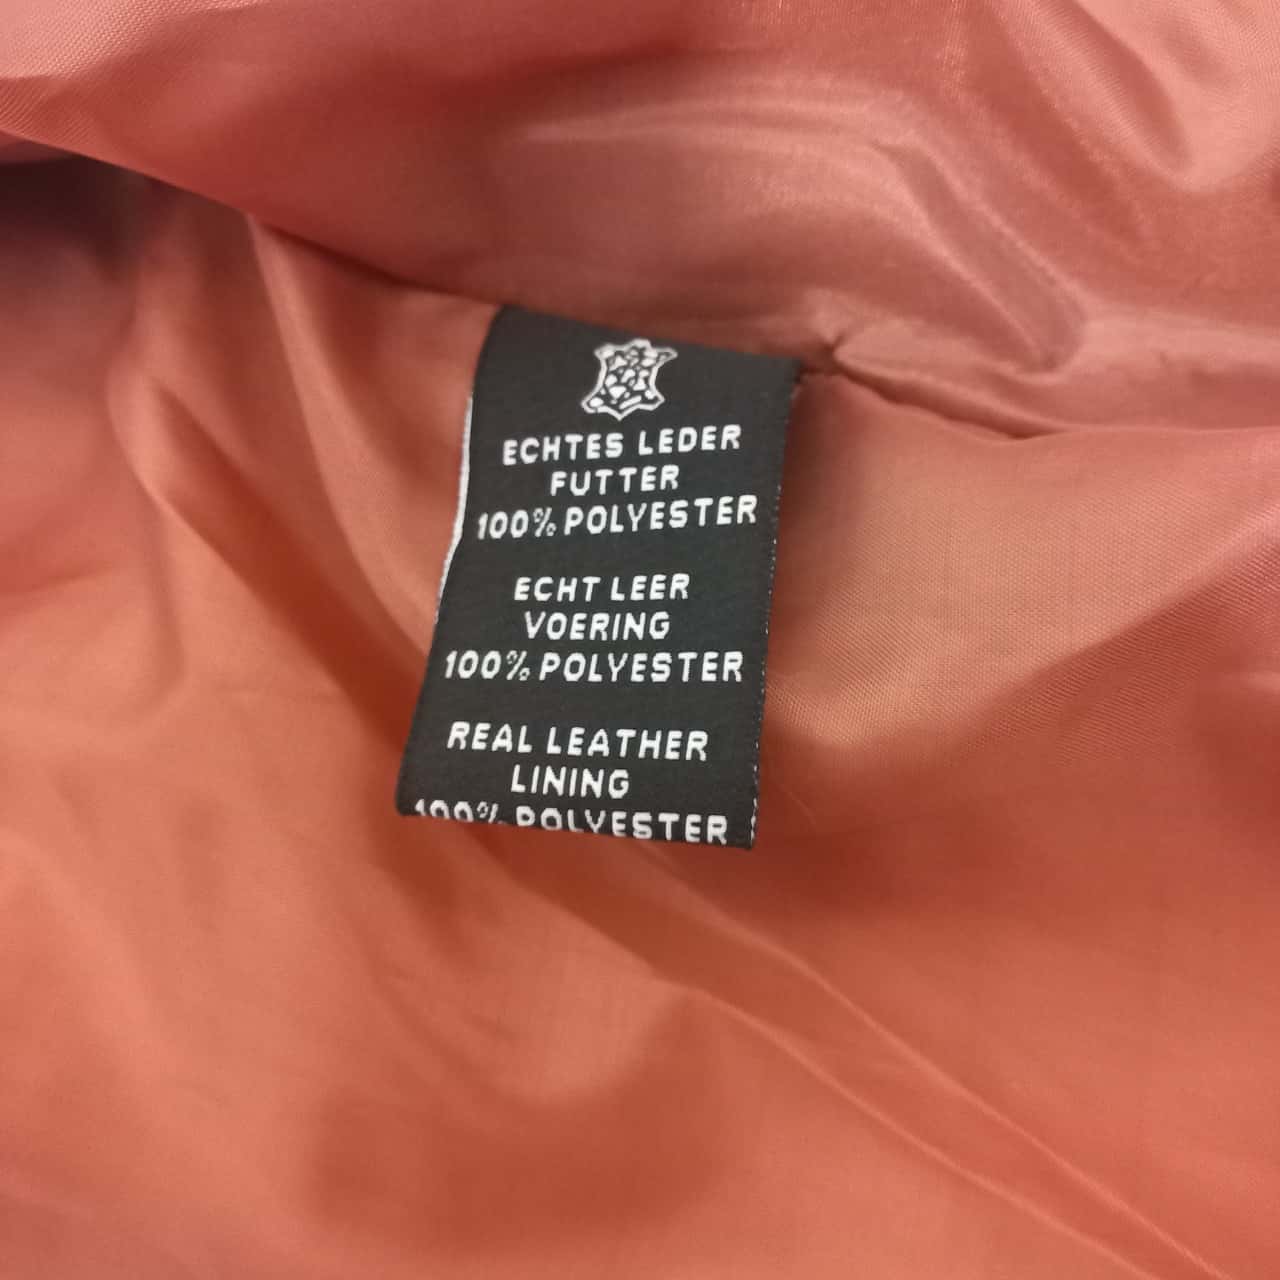 ECHTES LEDER
FUTTER
100% POLYESTER
ECHT LEER
VOERING
100% POLYESTER
REAL LEATHER
LINING
100% POLYESTER